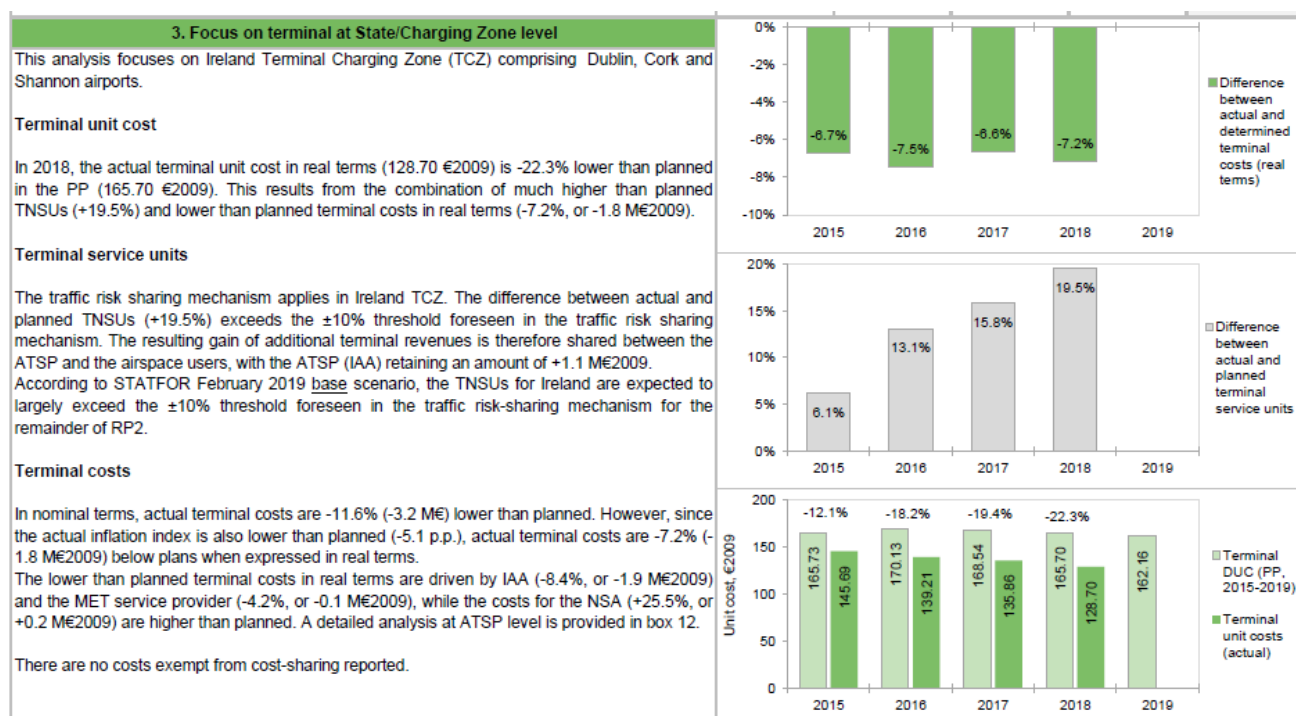 3. Focus on terminal at State/Charging Zone level
This analysis focuses on Ireland Terminal Charging Zone (TCZ) comprising Dublin, Cork and
Shannon airports.
Terminal unit cost
In 2018, the actual terminal unit cost in real terms (128.70 €2009) is -22.3% lower than planned
in the PP (165.70 €2009). This results from the combination of much higher than planned
TNSUs (+19.5%) and lower than planned terminal costs in real terms (-7.2%, or -1.8 M€2009).
Terminal service units
The traffic risk sharing mechanism applies in Ireland TCZ. The difference between actual and
planned TNSUs (+19.5%) exceeds the ±10% threshold foreseen in the traffic risk sharing
mechanism. The resulting gain of additional terminal revenues is therefore shared between the
ATSP and the airspace users, with the ATSP (IAA) retaining an amount of +1.1 M€2009.
According to STATFOR February 2019 base scenario, the TNSUs for Ireland are expected to
largely exceed the ±10% threshold foreseen in the traffic risk-sharing mechanism for the
remainder of RP2.
Terminal costs
In nominal terms, actual terminal costs are -11.6% (-3.2 M€) lower than planned. However, since
the actual inflation index is also lower than planned (-5.1 p.p.), actual terminal costs are -7.2% (-
1.8 M€2009) below plans when expressed in real terms.
The lower than planned terminal costs in real terms are driven by IAA (-8.4%, or -1.9 M€2009)
and the MET service provider (-4.2%, or -0.1 M€2009), while the costs for the NSA (+25.5%, or
+0.2 M€2009) are higher than planned. A detailed analysis at ATSP level is provided in box 12.
There are no costs exempt from cost-sharing reported.
0%
-2%
-4%
-6%
-8%
-10%
-6.7%
-7.5%
-6.6%
-7.2%
2015 2016 2017 2018 2019
Difference
between
actual and
determined
terminal
costs (real
terms)
20%
15%
10%
5%
0%
6.1%
13.1%
15.8%
19.5%
2015 2016 2017 2018 2019
Difference
between
actual and
planned
terminal
service units
Unit cost, €2009
200
150
100
50
0
-12.1% -18.2% -19.4% -22.3%
165.73 145.69 170.13 139.21 168.54 135.86 165.70 128.70 162.16
2015 2016 2017 2018 2019
Terminal
DUC (PP,
2015-2019)
Terminal
unit costs
(actual)